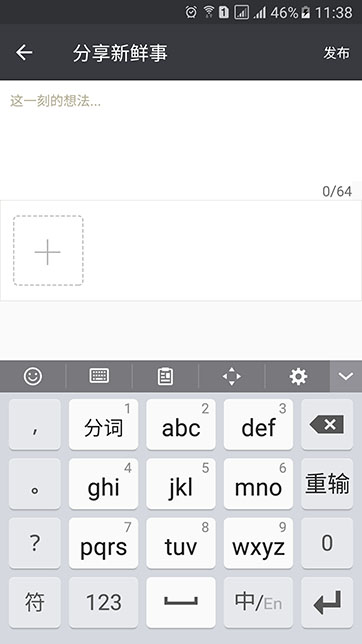 1 46% 11:38
分享新鲜事 发布
这一刻的想法...
0/64
, 分词 1 abc 2 def 3
。 ghi 4 jkl 5 mno 6 重输
? pqrs 7 tuv 8 wxyz 9 0
符 123 中/En